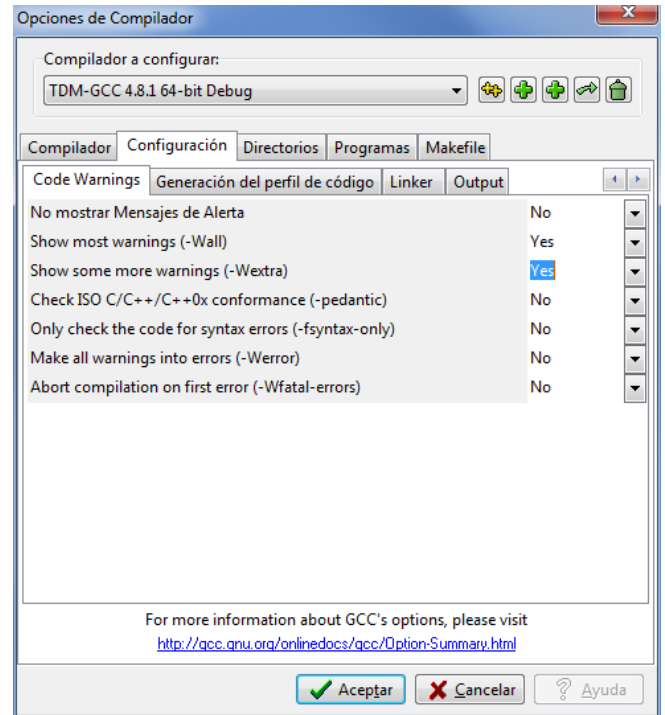 Opciones de Compilador
Compilador a configurar:
TDM-GCC 4.8.1 64-bit Debug
Compilador Configuración Directorios Programas Makefile
Code Warnings Generación del perfil de código Linker Output
No mostrar Mensajes de Alerta No
Show most warnings (-Wall) Yes
Show some more warnings (-Wextra) Yes
Check ISO C/C++/C++0x conformance (-pedantic) No
Only check the code for syntax errors (-fsyntax-only) No
Make all warnings into errors (-Werror) No
Abort compilation on first error (-Wfatal-errors) No
For more information about GCC's options, please visit
http://gcc.gnu.org/onlinedocs/gcc/Option-Summary.html
Aceptar Cancelar Ayuda